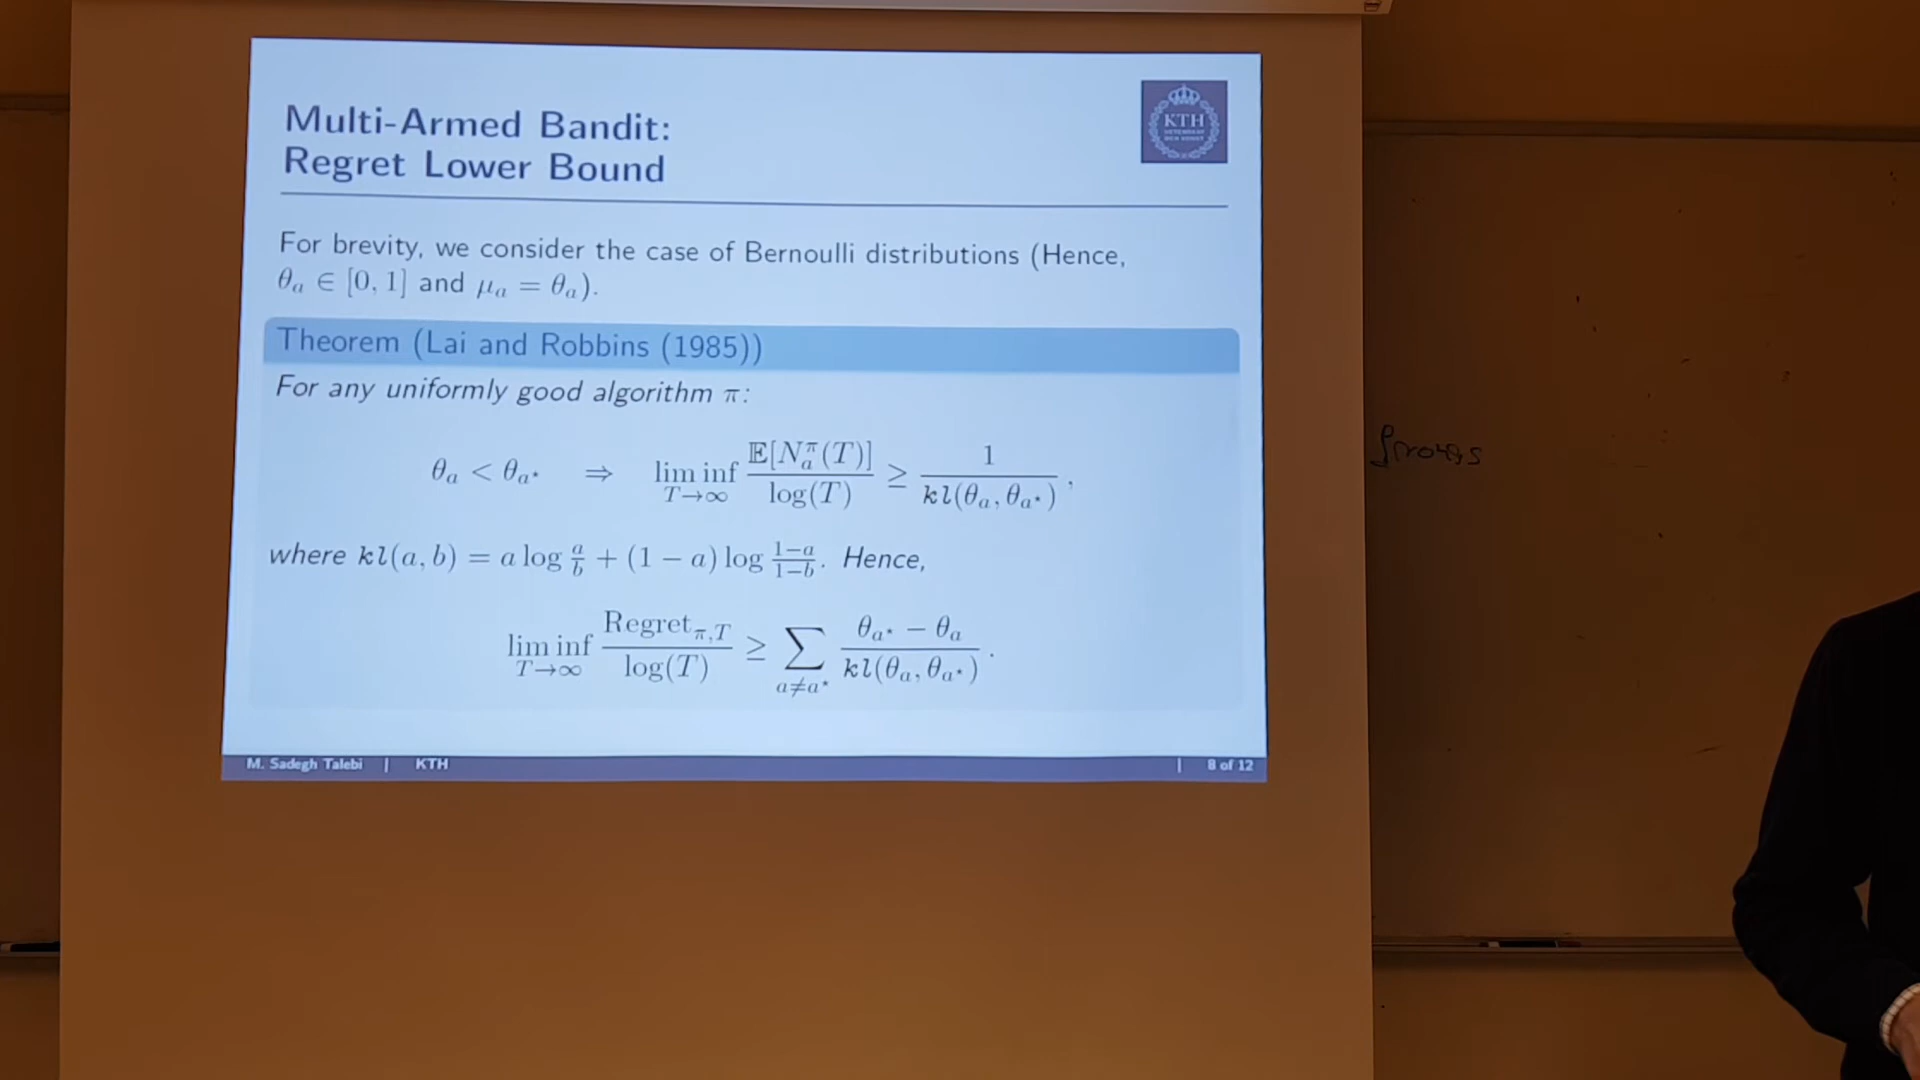 Multi-Armed Bandit:
Regret Lower Bound
KTH
For brevity, we consider the case of Bernoulli distributions (Hence,
θ_a ∈ [0, 1] and μ_a = θ_a).
Theorem (Lai and Robbins (1985))
For any uniformly good algorithm π:
θ_a < θ_{a⋆} ⇒ lim inf_{T→∞} 𝔼[N_a^π(T)] / log(T) ≥ 1 / kl(θ_a, θ_{a⋆}),
where kl(a, b) = a log a/b + (1 − a) log (1−a)/(1−b). Hence,
lim inf_{T→∞} Regret_{π,T} / log(T) ≥ ∑_{a≠a⋆} (θ_{a⋆} − θ_a) / kl(θ_a, θ_{a⋆}).
M. Sadegh Talebi | KTH | 8 of 12